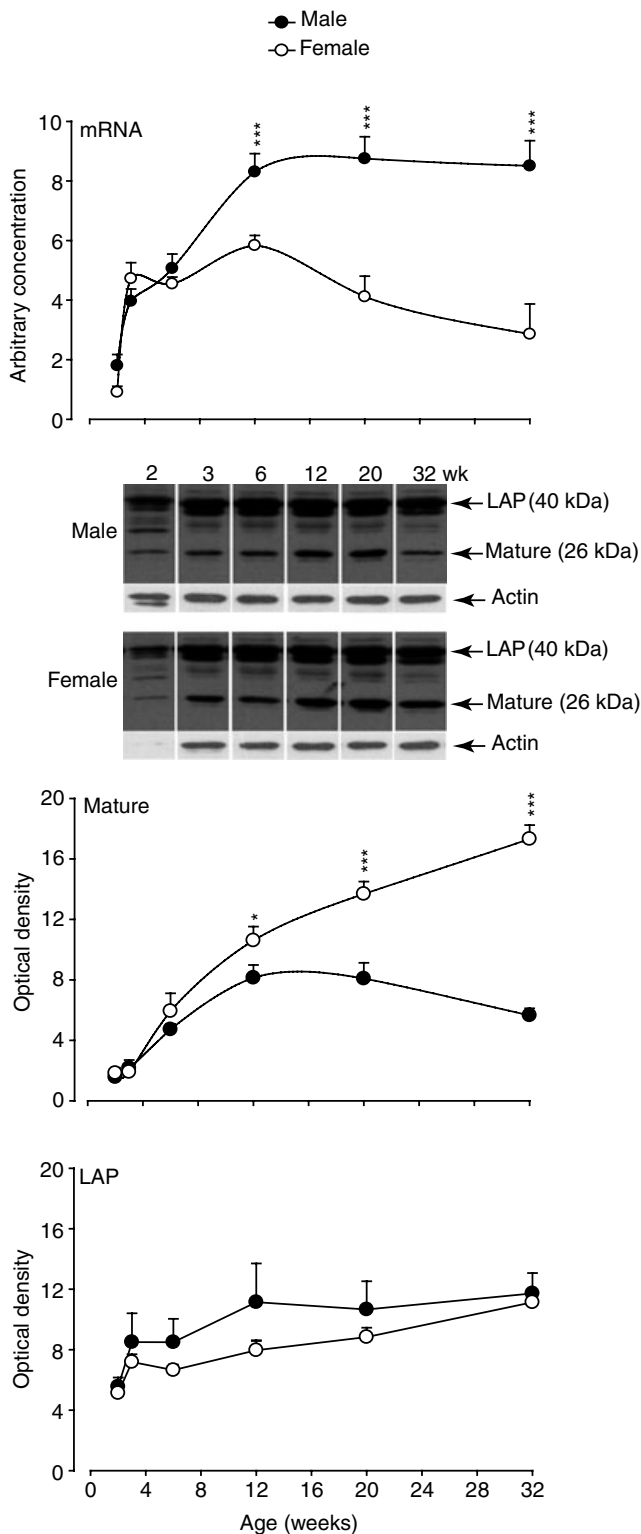 Male
Female
mRNA
***
***
***
10
8
6
4
2
0
Arbitrary concentration
2 3 6 12 20 32 wk
Male
LAP (40 kDa)
Mature (26 kDa)
Actin
Female
LAP (40 kDa)
Mature (26 kDa)
Actin
Mature
*
***
***
20
16
12
8
4
0
Optical density
LAP
20
16
12
8
4
0
Optical density
0 4 8 12 16 20 24 28 32
Age (weeks)